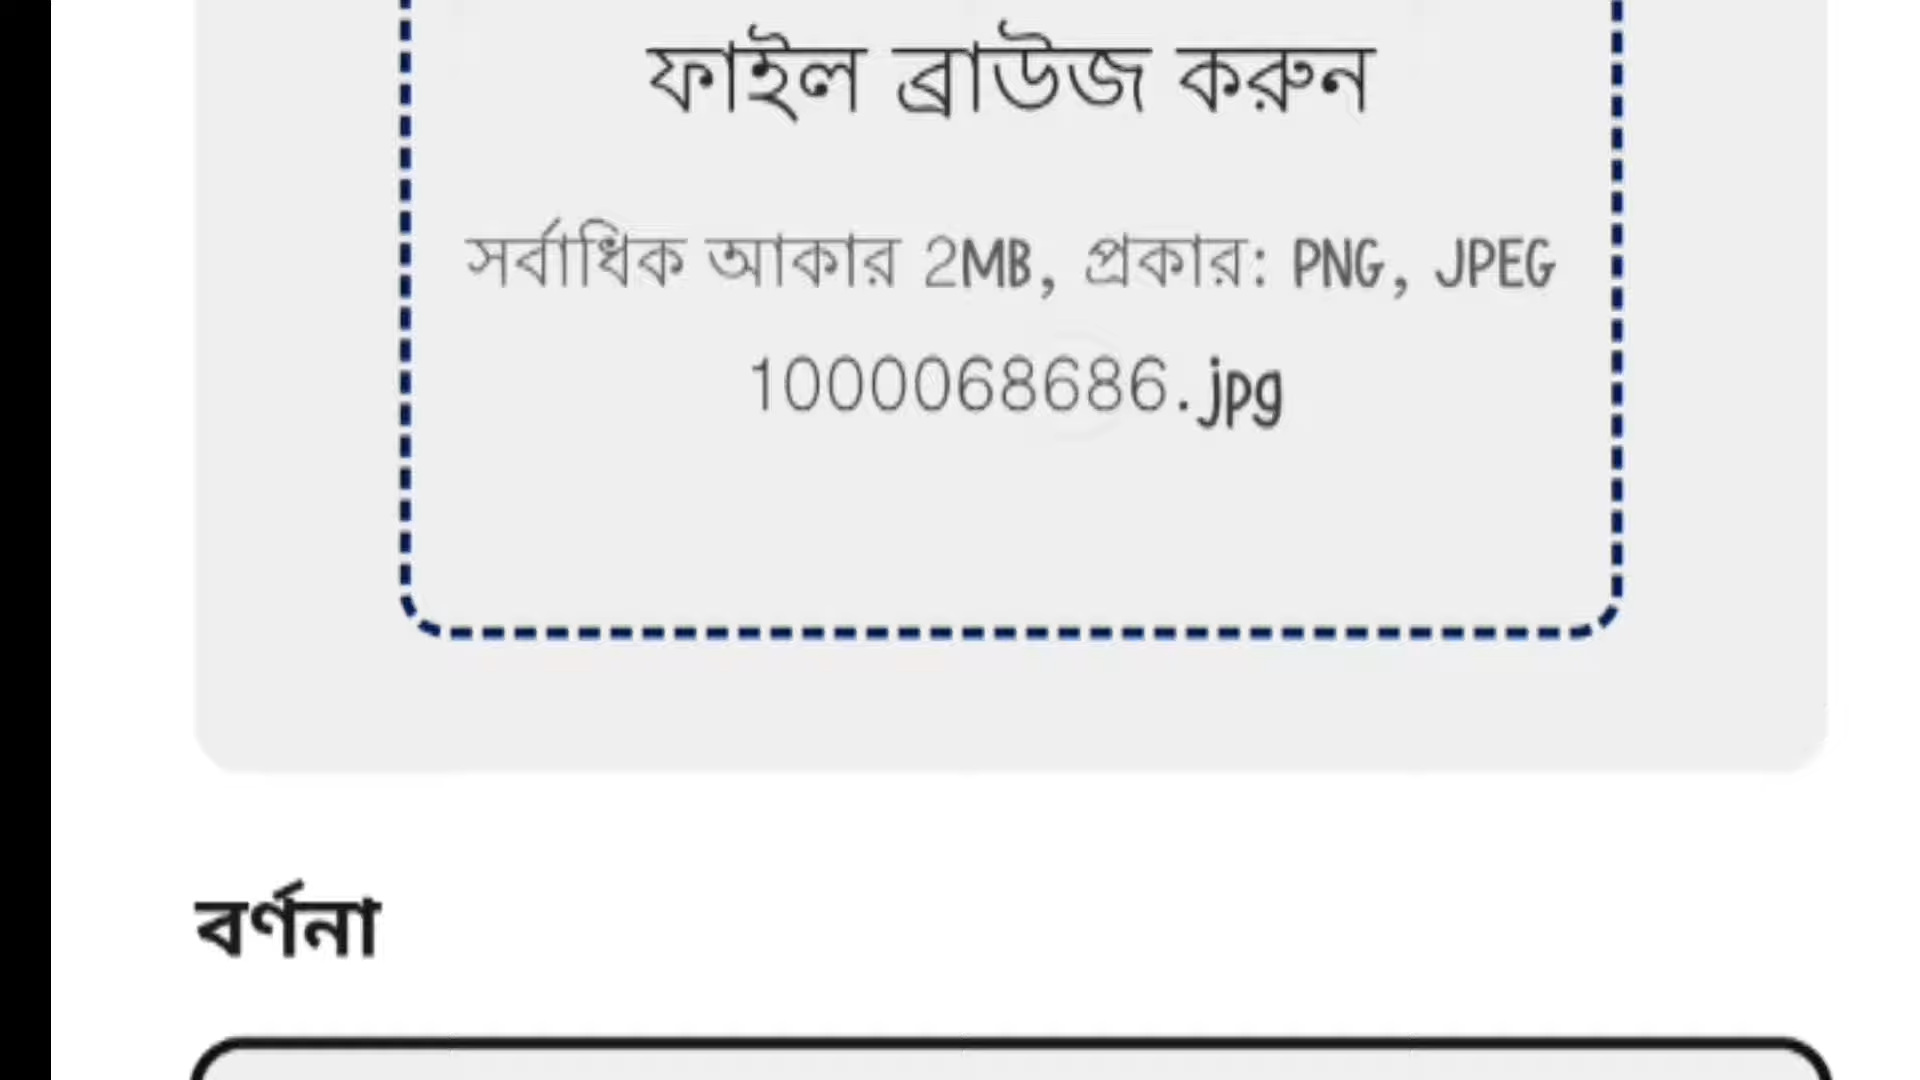 ফাইল ব্রাউজ করুন
সর্বাধিক আকার 2MB, প্রকার: PNG, JPEG
1000068686.jpg
বর্ণনা